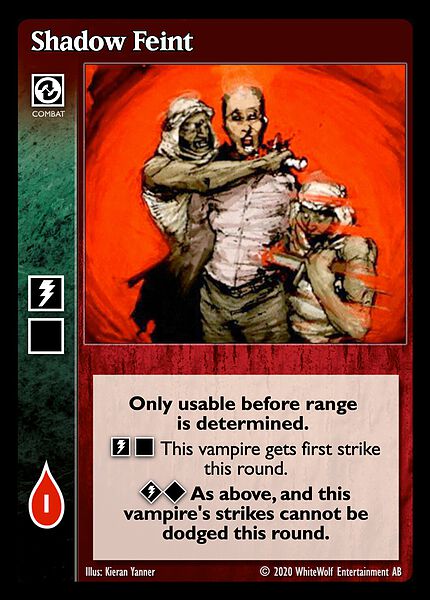 Shadow Feint
COMBAT
Only usable before range
is determined.
This vampire gets first strike
this round.
As above, and this
vampire's strikes cannot be
dodged this round.
1
Illus: Kieran Yanner
© 2020 WhiteWolf Entertainment AB